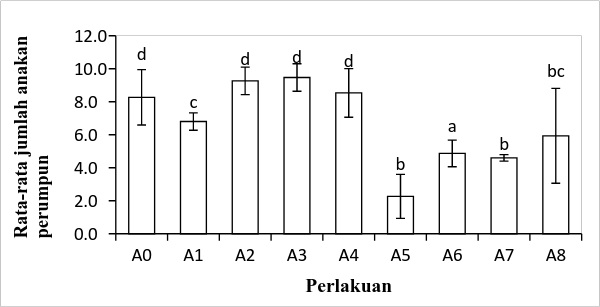 Rata-rata jumlah anakan
perumpun
12.0
10.0
8.0
6.0
4.0
2.0
0.0
d
c
d
d
d
b
a
b
bc
A0 A1 A2 A3 A4 A5 A6 A7 A8
Perlakuan